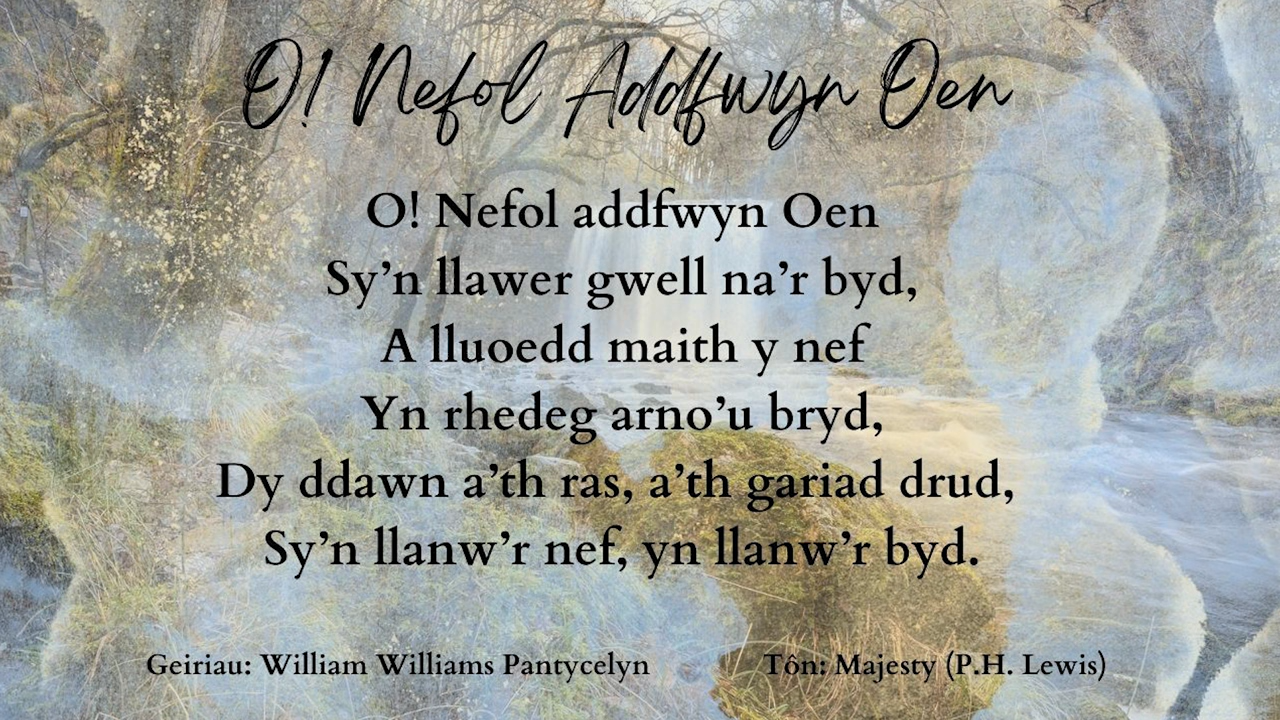 O! Nefol Addfwyn Oen
O! Nefol addfwyn Oen
Sy’n llawer gwell na’r byd,
A lluoedd maith y nef
Yn rhedeg arno’u bryd,
Dy ddawn a’th ras, a’th gariad drud,
Sy’n llanw’r nef, yn llanw’r byd.
Geiriau: William Williams Pantycelyn Tôn: Majesty (P.H. Lewis)